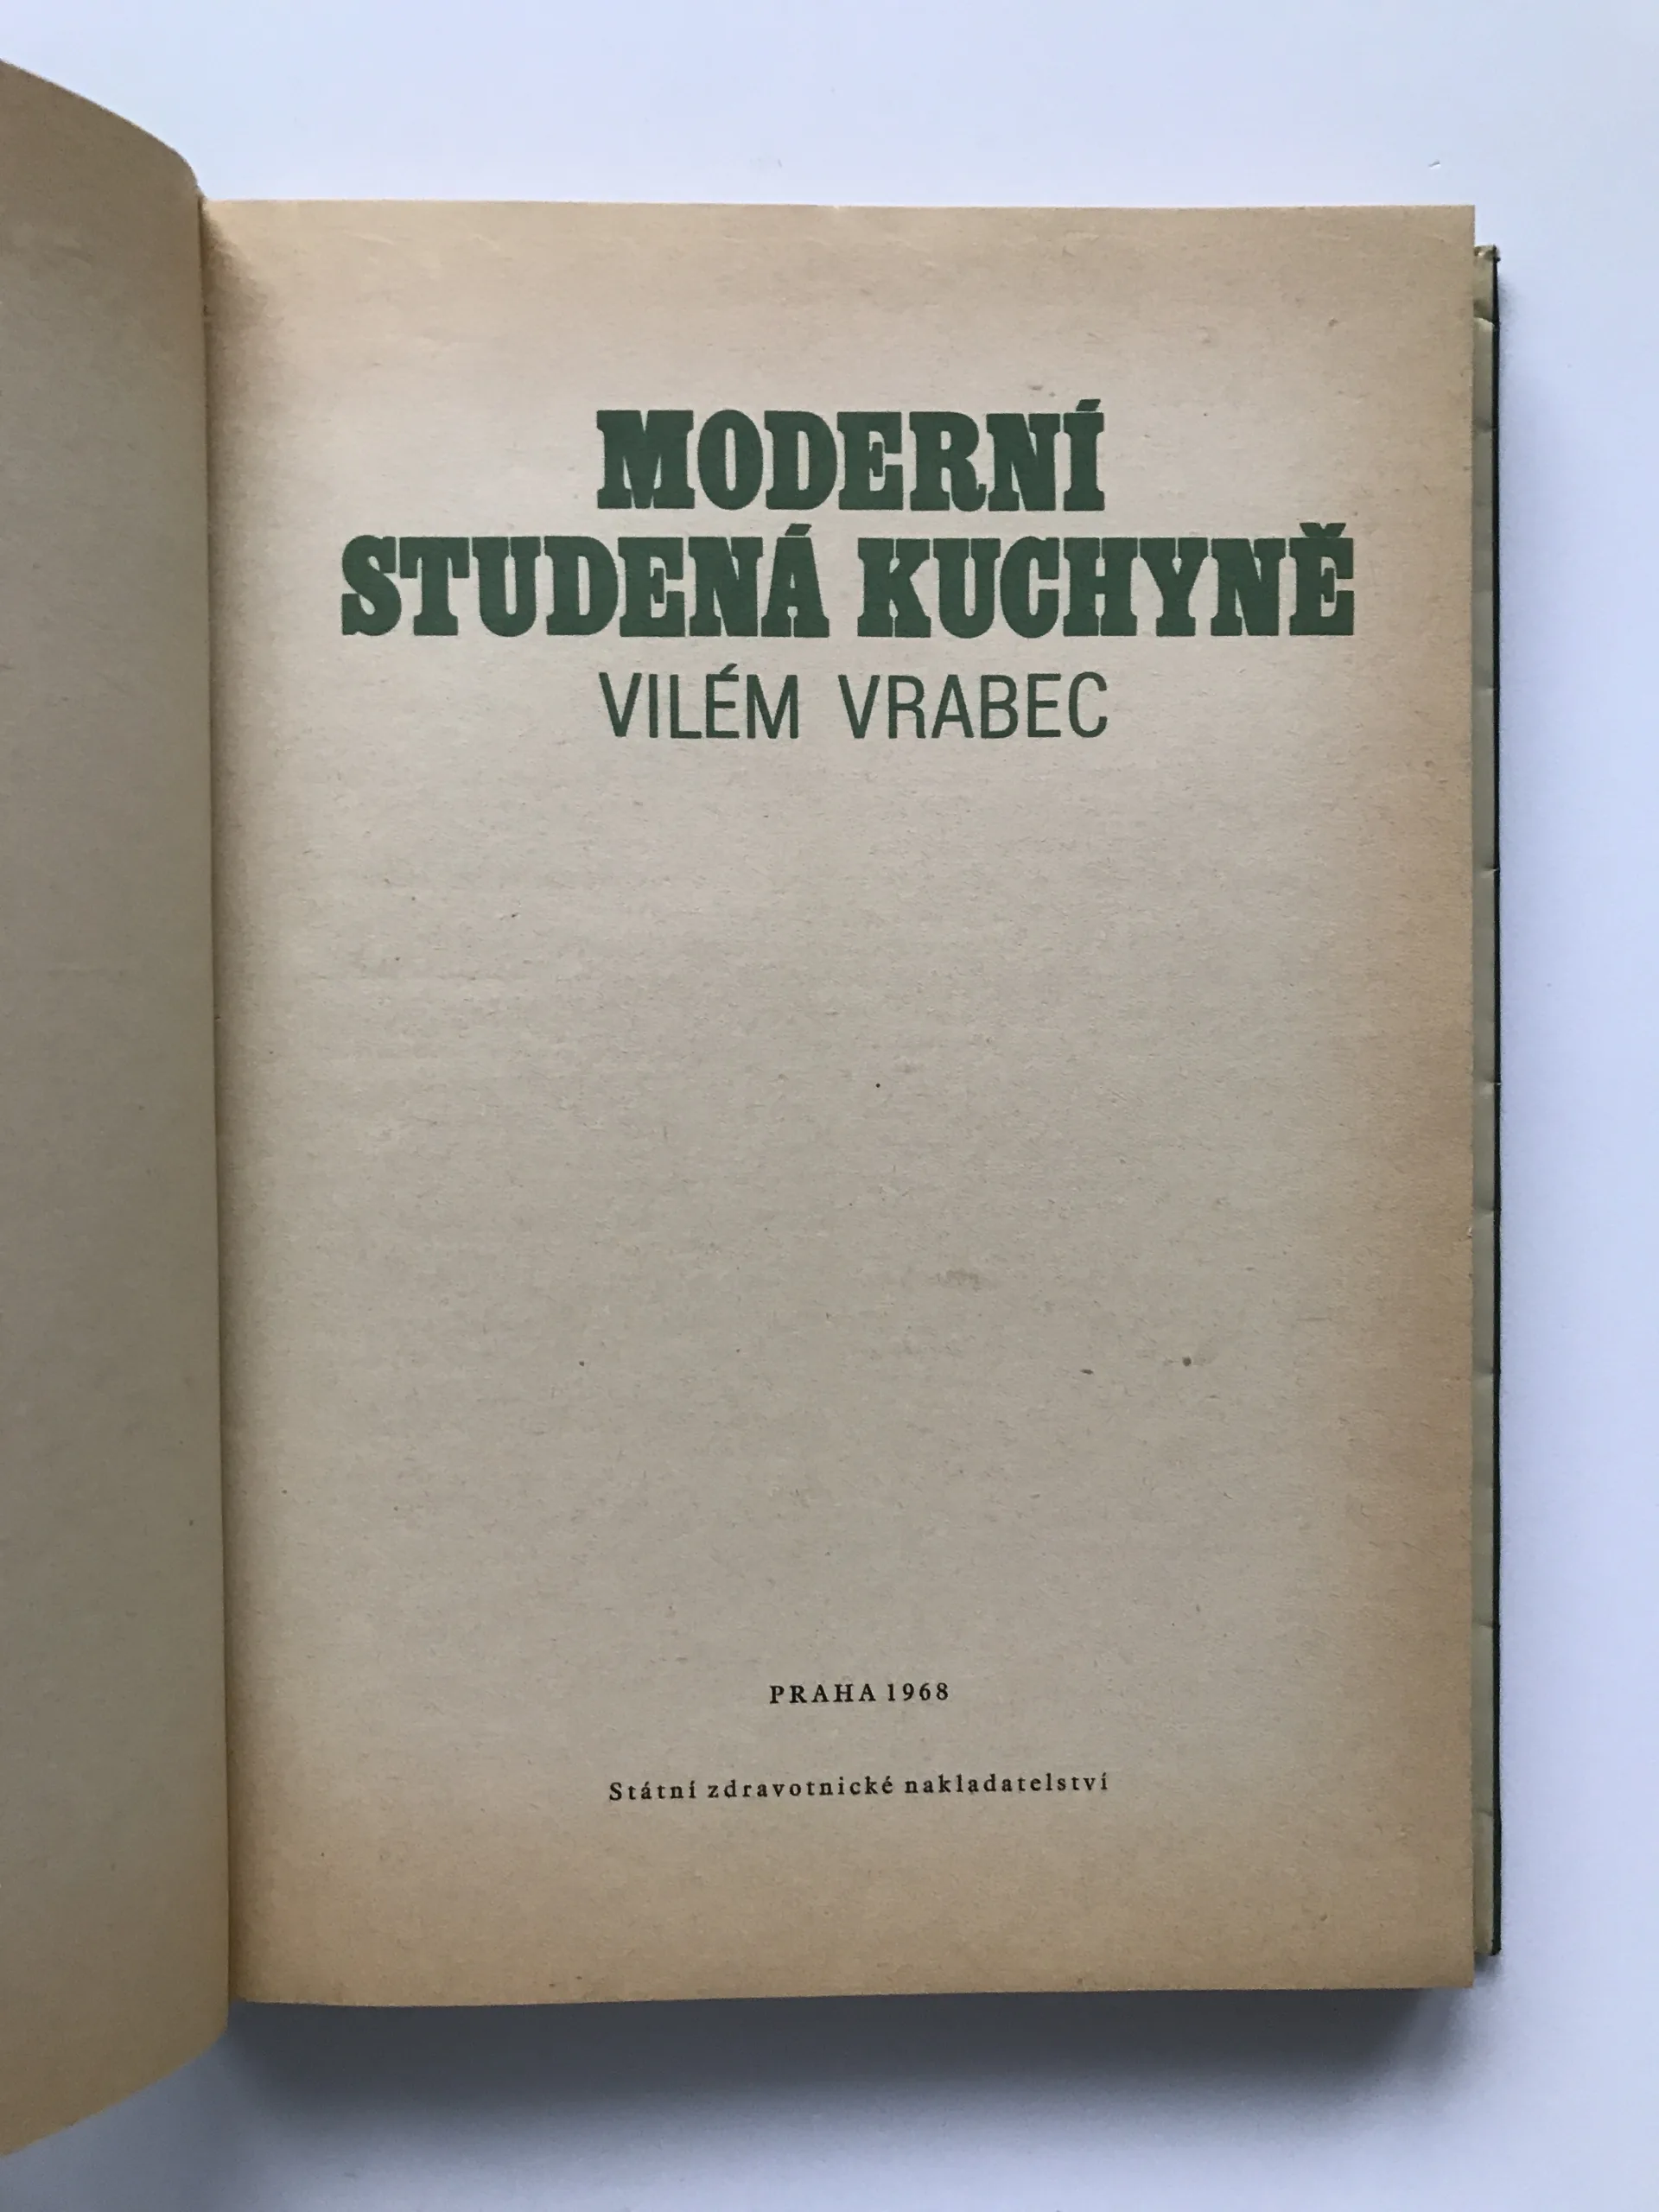 MODERNÍ
STUDENÁ KUCHYNĚ
VILÉM VRABEC
PRAHA 1968
Státní zdravotnické nakladatelství